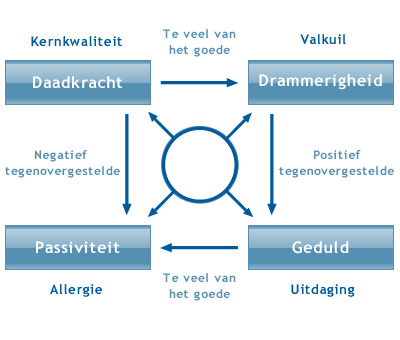 Kernkwaliteit
Te veel van
het goede
Valkuil
Daadkracht
Drammerigheid
Negatief
tegenovergestelde
Positief
tegenovergestelde
Passiviteit
Geduld
Allergie
Te veel van
het goede
Uitdaging